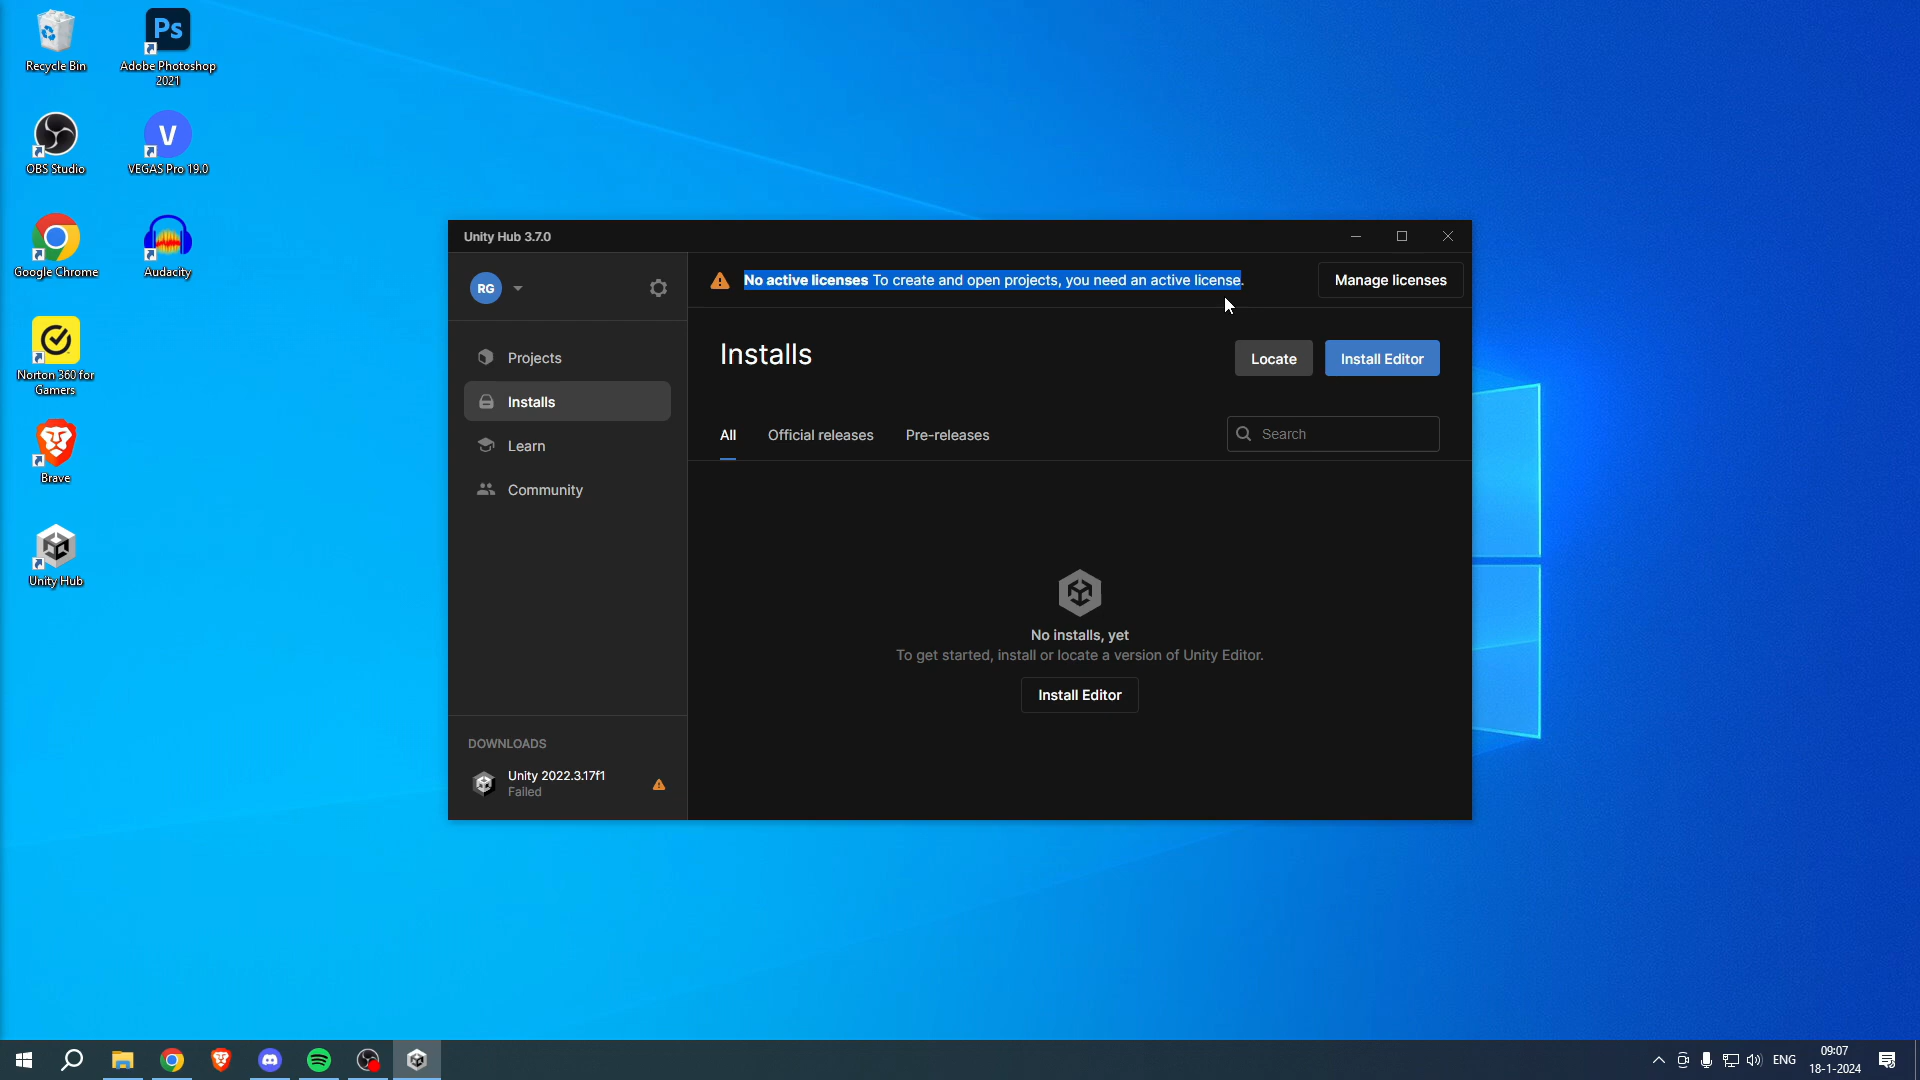 Recycle Bin
Ps
Adobe Photoshop
2021
OBS Studio
V
VEGAS Pro 19.0
Google Chrome
Audacity
Norton 360 for
Gamers
Brave
Unity Hub
Unity Hub 3.7.0
RG
No active licenses To create and open projects, you need an active license.
Manage licenses
Projects
Installs
Learn
Community
Installs
Locate
Install Editor
All
Official releases
Pre-releases
Search
No installs, yet
To get started, install or locate a version of Unity Editor.
Install Editor
DOWNLOADS
Unity 2022.3.17f1
Failed
ENG
09:07
18-1-2024